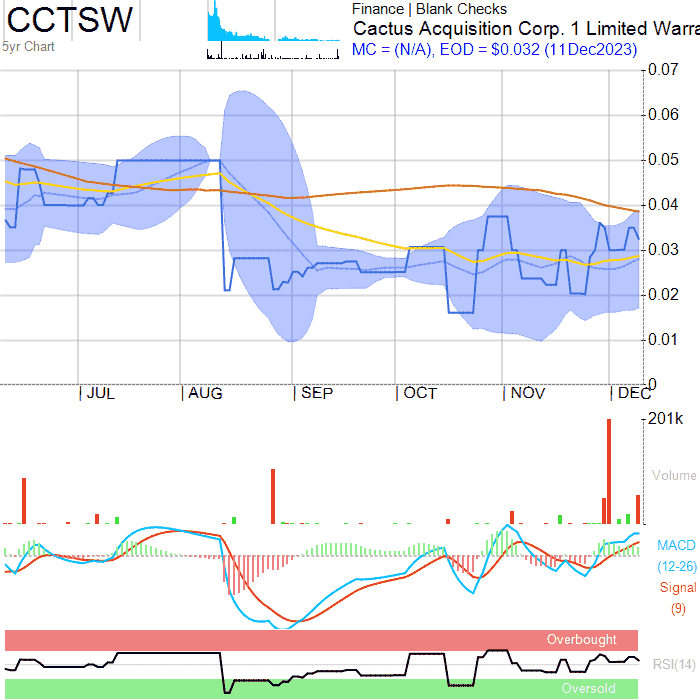 CCTSW
5yr Chart
Finance | Blank Checks
Cactus Acquisition Corp. 1 Limited Warra
MC = (N/A), EOD = $0.032 (11Dec2023)
0.07
0.06
0.05
0.04
0.03
0.02
0.01
0
| JUL | AUG | SEP | OCT | NOV | DEC
201k
Volume
MACD
(12-26)
Signal
(9)
Overbought
RSI(14)
Oversold